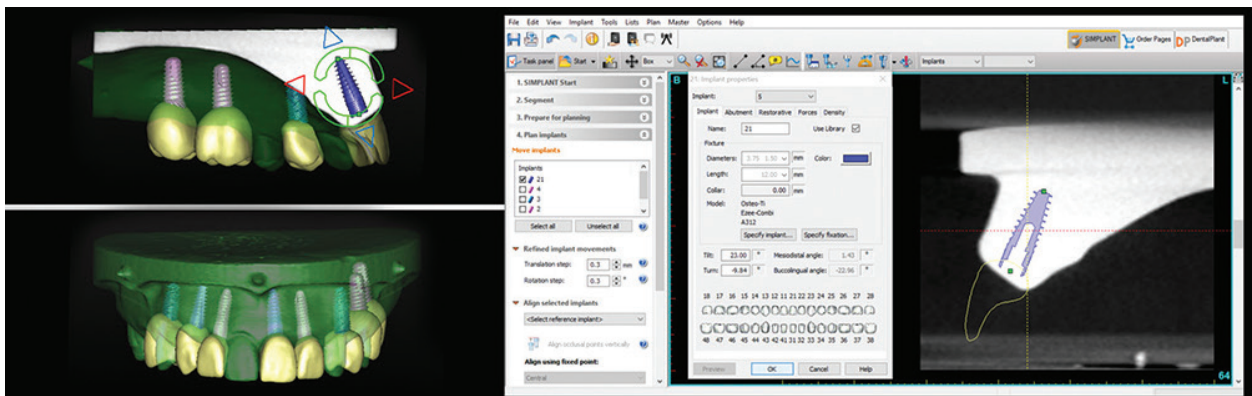 File Edit View Implant Tools Lists Plan Master Options Help
SIMPLANT Order Pages DentalPlant
Task panel Start Box Implants
1. SIMPLANT Start
2. Segment
3. Prepare for planning
4. Plan implants
Move implants
Implants
21
4
3
2
Select all Unselect all
Refined implant movements
Translation step: 0.3 mm
Rotation step: 0.3 °
Align selected implants
<Select reference implant>
Align occlusal points vertically
Align using fixed point:
Central
B
21: Implant properties
Implant: 5
Implant Abutment Restorative Forces Density
Name: 21 Use Library
Fixture
Diameters: 3.75 1.50 mm Color:
Length: 12.00 mm
Collar: 0.00 mm
Model: Osteo-Ti
Ezee-Combi
A312
Specify implant... Specify fixation...
Tilt: 23.00 ° Mesiodistal angle: 1.43 °
Turn: -9.84 ° Buccolingual angle: -22.96 °
18 17 16 15 14 13 12 11 21 22 23 24 25 26 27 28
48 47 46 45 44 43 42 41 31 32 33 34 35 36 37 38
Preview OK Cancel Help
L
64